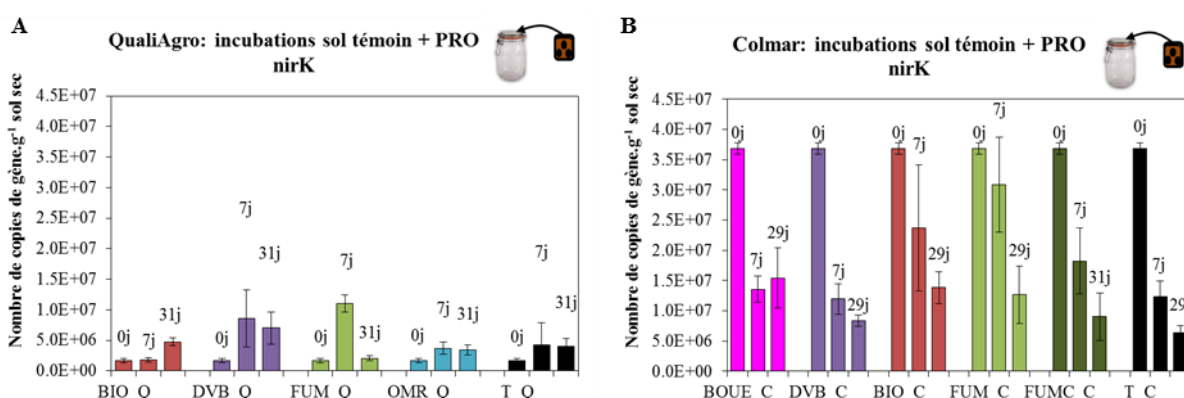 A
QualiAgro: incubations sol témoin + PRO
nirK
Nombre de copies de gène.g⁻¹ sol sec
4.5E+07
4.0E+07
3.5E+07
3.0E+07
2.5E+07
2.0E+07
1.5E+07
1.0E+07
5.0E+06
0.0E+00
0j 7j 31j
0j 7j 31j
0j 7j 31j
0j 7j 31j
0j 7j 31j
BIO Q DVB Q FUM Q OMR Q T Q
B
Colmar: incubations sol témoin + PRO
nirK
Nombre de copies de gène.g⁻¹ sol sec
4.5E+07
4.0E+07
3.5E+07
3.0E+07
2.5E+07
2.0E+07
1.5E+07
1.0E+07
5.0E+06
0.0E+00
0j 7j 29j
0j 7j 29j
0j 7j 29j
0j 7j 29j
0j 7j 31j
0j 7j 29
BOUE C DVB C BIO C FUM C FUMC C T C